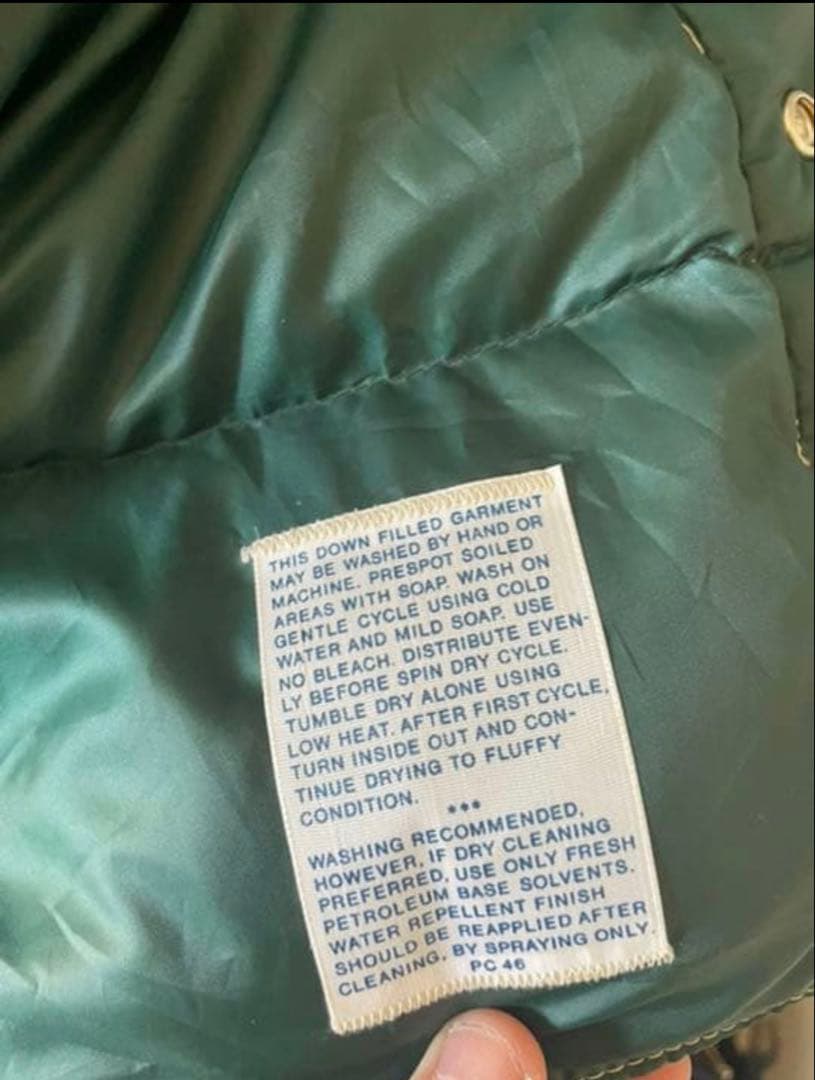 THIS DOWN FILLED GARMENT
MAY BE WASHED BY HAND OR
MACHINE. PRESPOT SOILED
AREAS WITH SOAP. WASH ON
GENTLE CYCLE USING COLD
WATER AND MILD SOAP. USE
NO BLEACH. DISTRIBUTE EVEN-
LY BEFORE SPIN DRY CYCLE.
TUMBLE DRY ALONE USING
LOW HEAT. AFTER FIRST CYCLE,
TURN INSIDE OUT AND CON-
TINUE DRYING TO FLUFFY
CONDITION.
***
WASHING RECOMMENDED,
HOWEVER, IF DRY CLEANING
PREFERRED, USE ONLY FRESH
PETROLEUM BASE SOLVENTS.
WATER REPELLENT FINISH
SHOULD BE REAPPLIED AFTER
CLEANING, BY SPRAYING ONLY.
PC 46